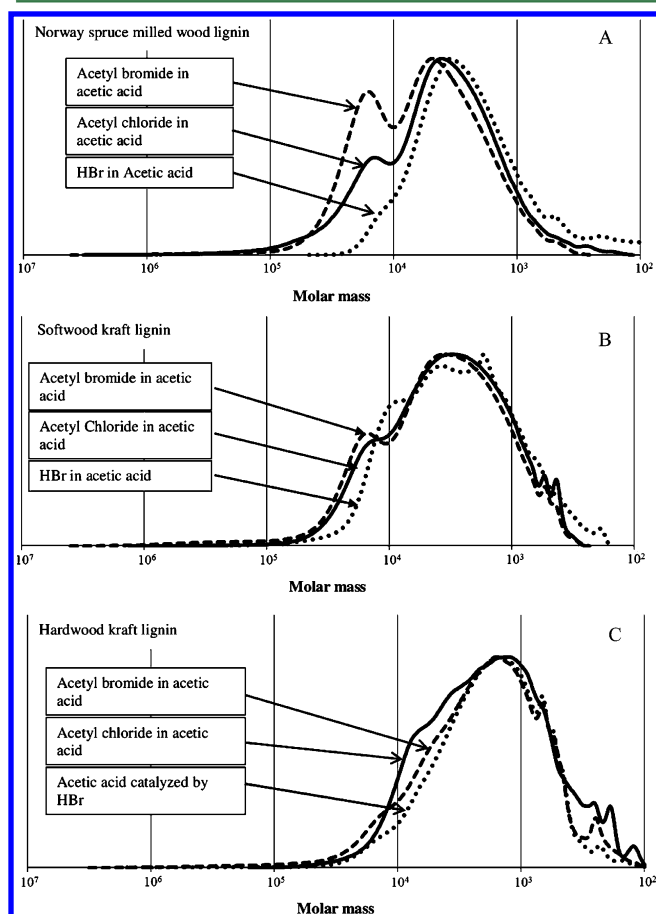 Norway spruce milled wood lignin
A
Acetyl bromide in
acetic acid
Acetyl chloride in
acetic acid
HBr in Acetic acid
10⁷ 10⁶ 10⁵ 10⁴ 10³ 10²
Molar mass
Softwood kraft lignin
B
Acetyl bromide in acetic
acid
Acetyl Chloride in acetic
acid
HBr in acetic acid
10⁷ 10⁶ 10⁵ 10⁴ 10³ 10²
Molar mass
Hardwood kraft lignin
C
Acetyl bromide in acetic
acid
Acetyl chloride in acetic
acid
Acetic acid catalyzed by
HBr
10⁷ 10⁶ 10⁵ 10⁴ 10³ 10²
Molar mass